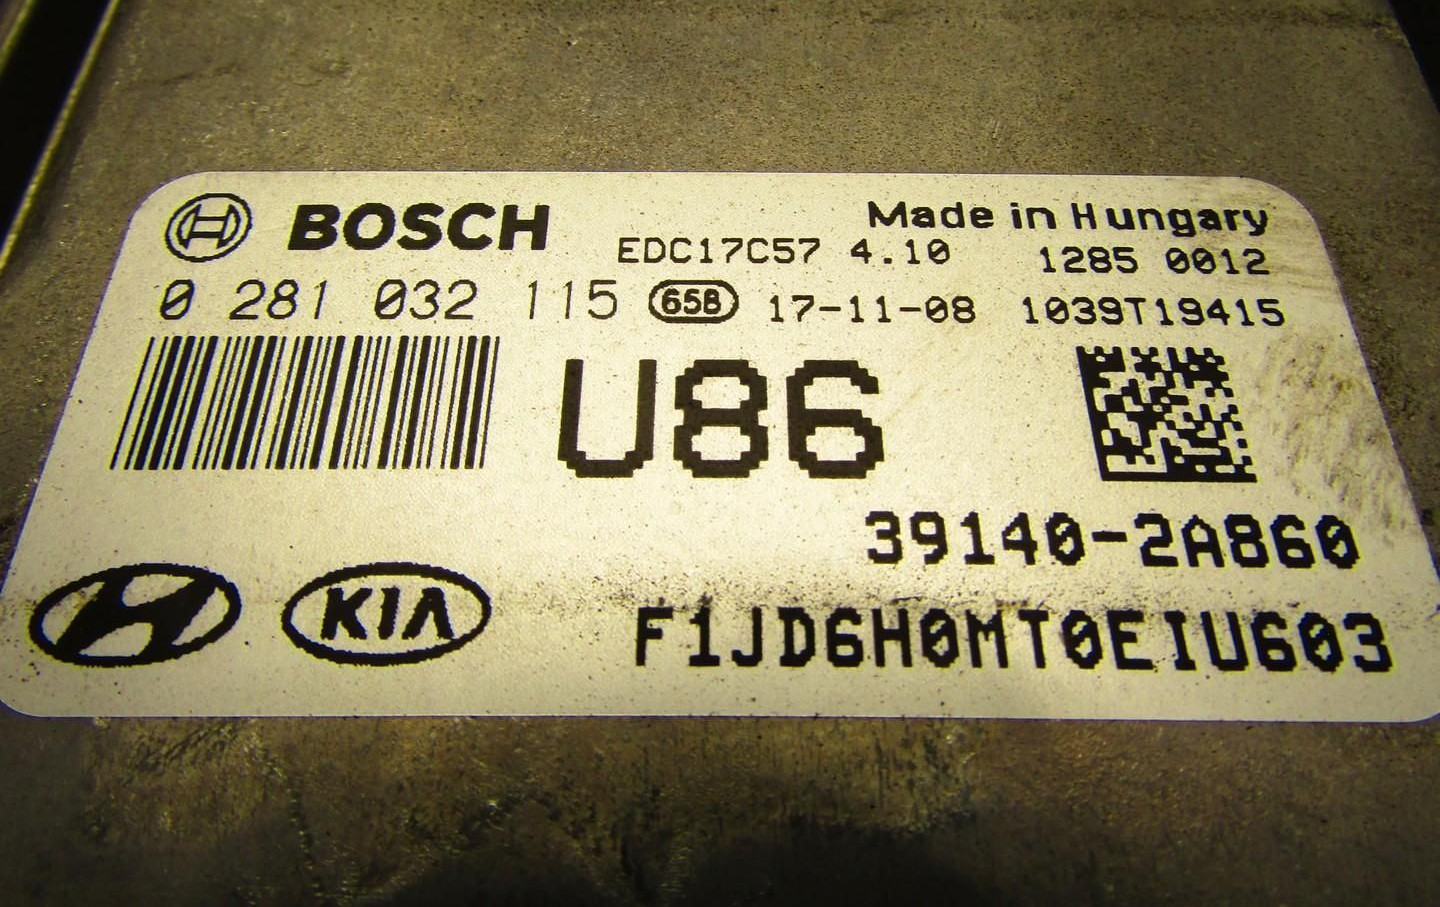 BOSCH
Made in Hungary
EDC17C57 4.10 1285 0012
0 281 032 115 65B 17-11-08 1039T19415
U86
39140-2A860
KIA
F1JD6H0MT0EIU603